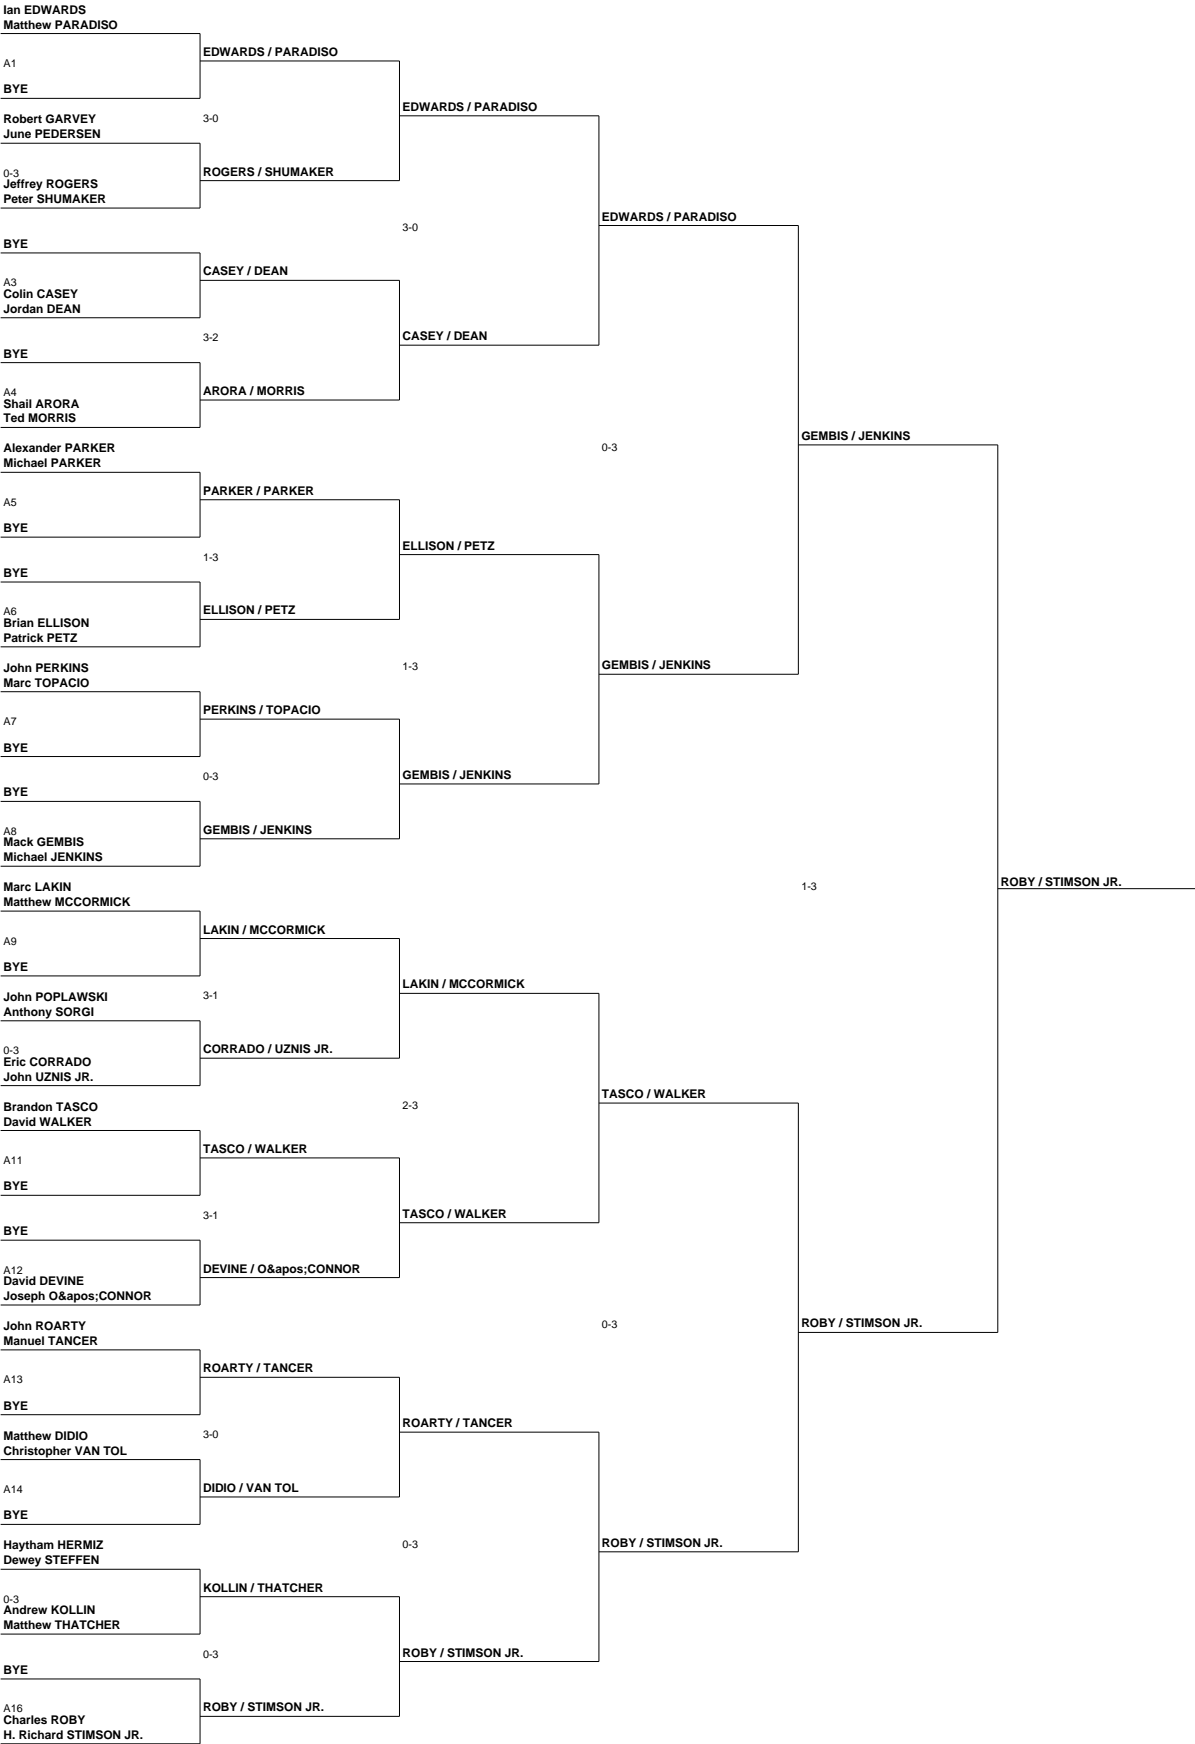 Ian EDWARDS
Matthew PARADISO
A1
BYE
Robert GARVEY
June PEDERSEN
0-3
Jeffrey ROGERS
Peter SHUMAKER
BYE
A3
Colin CASEY
Jordan DEAN
BYE
A4
Shail ARORA
Ted MORRIS
Alexander PARKER
Michael PARKER
A5
BYE
BYE
A6
Brian ELLISON
Patrick PETZ
John PERKINS
Marc TOPACIO
A7
BYE
BYE
A8
Mack GEMBIS
Michael JENKINS
Marc LAKIN
Matthew MCCORMICK
A9
BYE
John POPLAWSKI
Anthony SORGI
0-3
Eric CORRADO
John UZNIS JR.
Brandon TASCO
David WALKER
A11
BYE
BYE
A12
David DEVINE
Joseph O&apos;CONNOR
John ROARTY
Manuel TANCER
A13
BYE
Matthew DIDIO
Christopher VAN TOL
A14
BYE
Haytham HERMIZ
Dewey STEFFEN
0-3
Andrew KOLLIN
Matthew THATCHER
BYE
A16
Charles ROBY
H. Richard STIMSON JR.
EDWARDS / PARADISO
3-0
ROGERS / SHUMAKER
CASEY / DEAN
3-2
ARORA / MORRIS
PARKER / PARKER
1-3
ELLISON / PETZ
PERKINS / TOPACIO
0-3
GEMBIS / JENKINS
LAKIN / MCCORMICK
3-1
CORRADO / UZNIS JR.
TASCO / WALKER
3-1
DEVINE / O&apos;CONNOR
ROARTY / TANCER
3-0
DIDIO / VAN TOL
KOLLIN / THATCHER
0-3
ROBY / STIMSON JR.
EDWARDS / PARADISO
3-0
CASEY / DEAN
ELLISON / PETZ
1-3
GEMBIS / JENKINS
LAKIN / MCCORMICK
2-3
TASCO / WALKER
ROARTY / TANCER
0-3
ROBY / STIMSON JR.
EDWARDS / PARADISO
0-3
GEMBIS / JENKINS
TASCO / WALKER
0-3
ROBY / STIMSON JR.
GEMBIS / JENKINS
1-3
ROBY / STIMSON JR.
ROBY / STIMSON JR.